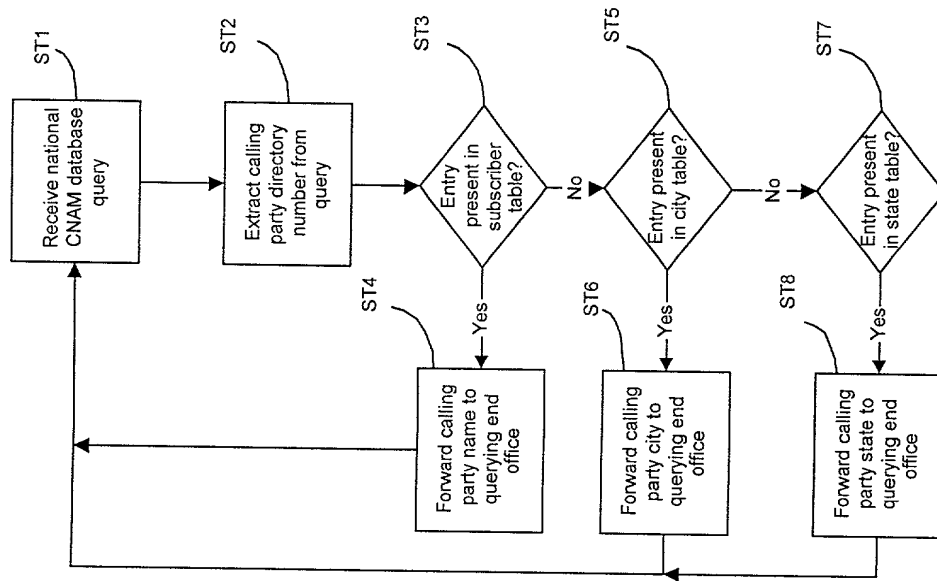 ST1
Receive national
CNAM database
query
ST2
Extract calling
party directory
number from
query
ST3
Entry
present in
subscriber
table?
No
Yes
ST4
Forward calling
party name to
querying end
office
ST5
Entry present
in city table?
No
Yes
ST6
Forward calling
party city to
querying end
office
ST7
Entry present
in state table?
Yes
ST8
Forward calling
party state to
querying end
office